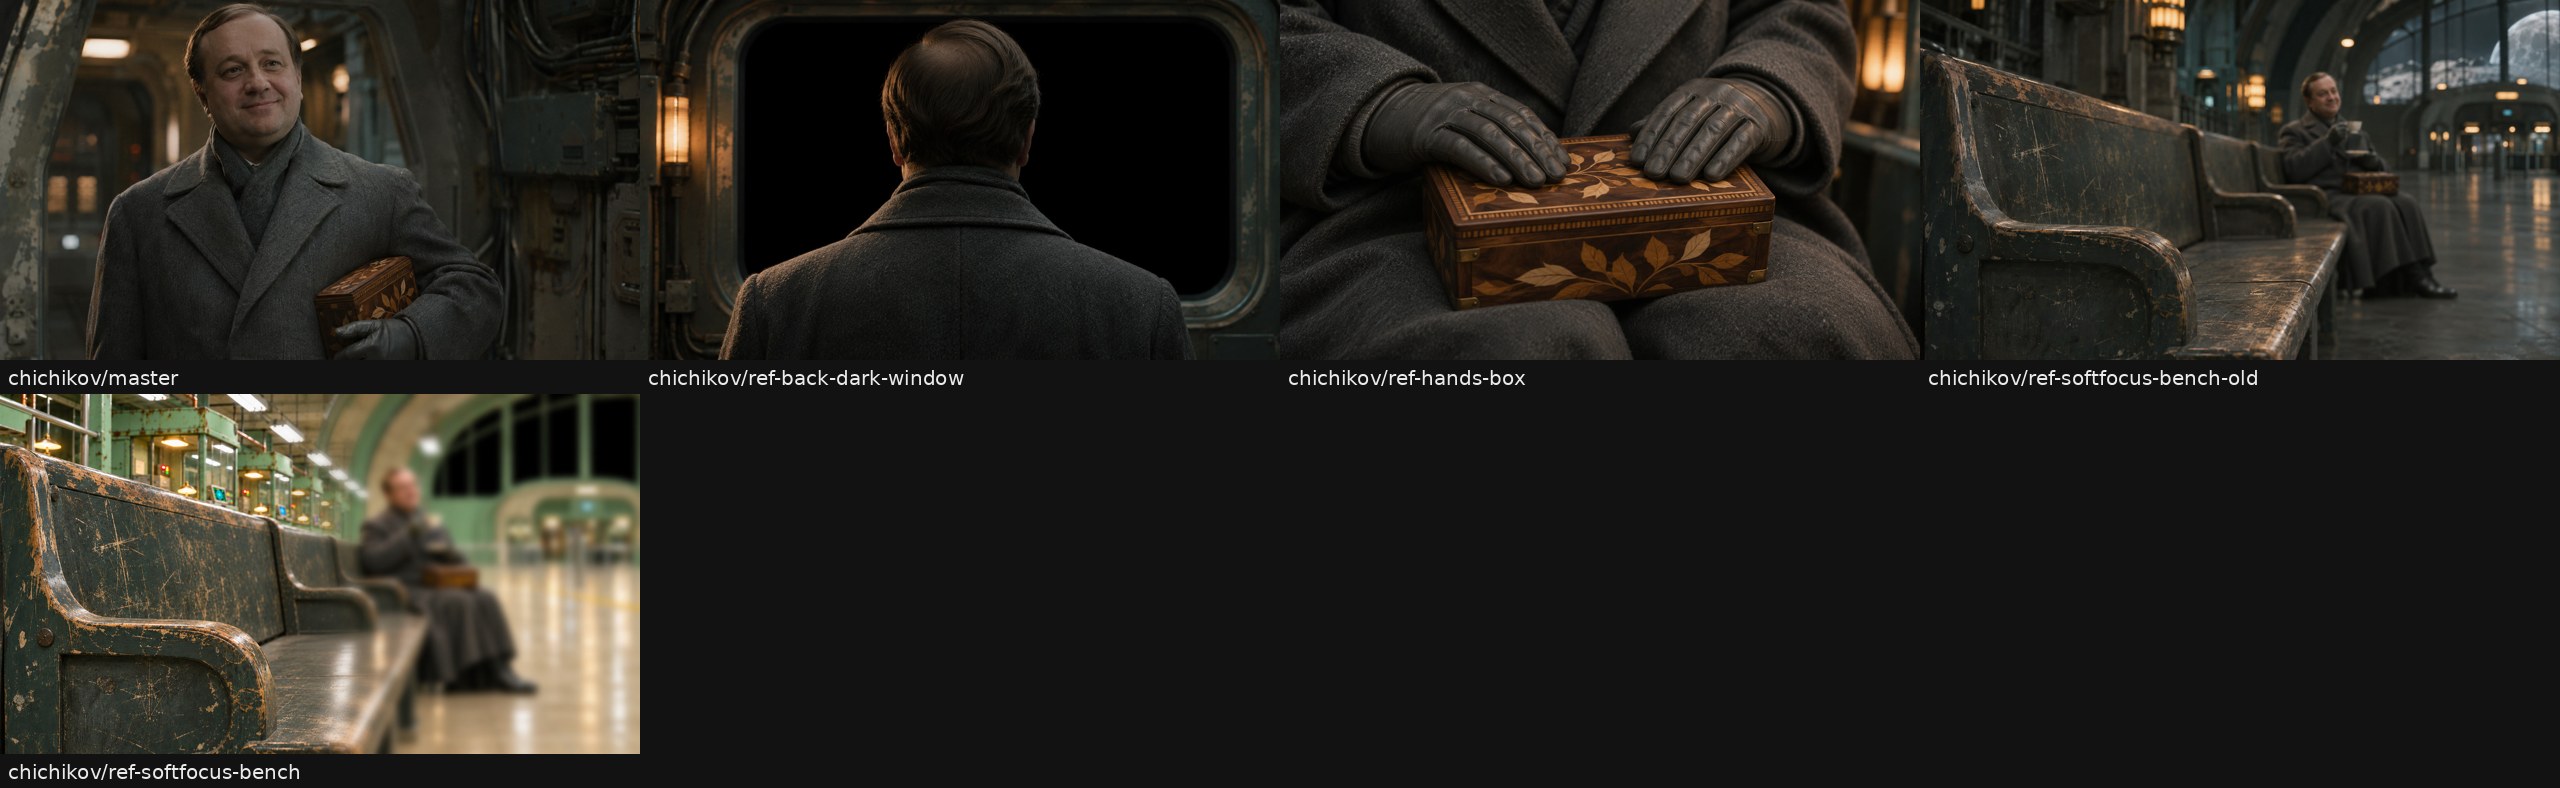 chichikov/master
chichikov/ref-back-dark-window
chichikov/ref-hands-box
chichikov/ref-softfocus-bench-old
chichikov/ref-softfocus-bench